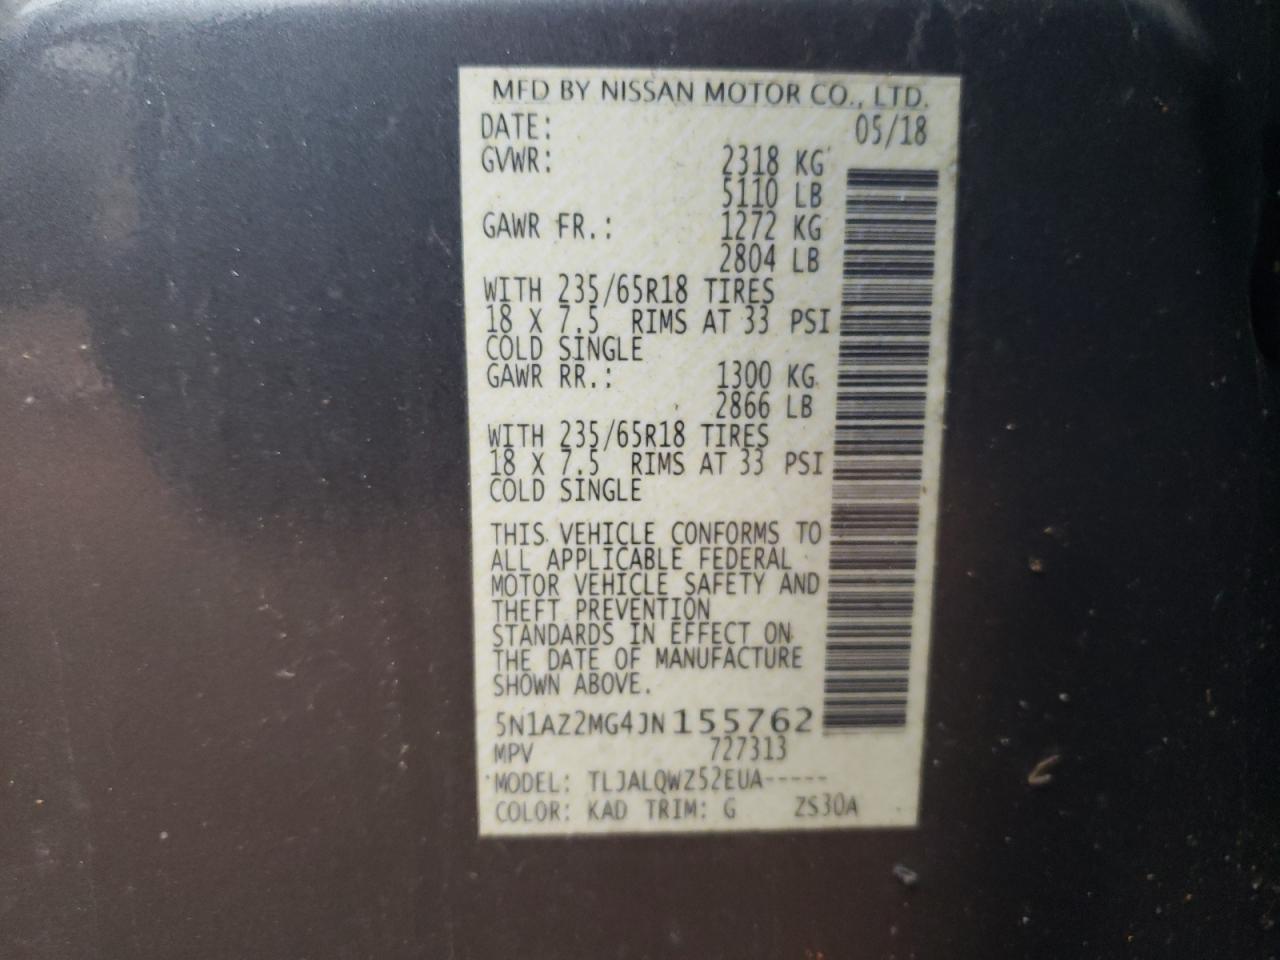 MFD BY NISSAN MOTOR CO., LTD.
DATE: 05/18
GVWR: 2318 KG
5110 LB
GAWR FR.: 1272 KG
2804 LB
WITH 235/65R18 TIRES
18 X 7.5 RIMS AT 33 PSI
COLD SINGLE
GAWR RR.: 1300 KG
2866 LB
WITH 235/65R18 TIRES
18 X 7.5 RIMS AT 33 PSI
COLD SINGLE
THIS VEHICLE CONFORMS TO
ALL APPLICABLE FEDERAL
MOTOR VEHICLE SAFETY AND
THEFT PREVENTION
STANDARDS IN EFFECT ON
THE DATE OF MANUFACTURE
SHOWN ABOVE.
5N1AZ2MG4JN155762
MPV 727313
MODEL: TLJALQWZ52EUA-----
COLOR: KAD TRIM: G ZS30A